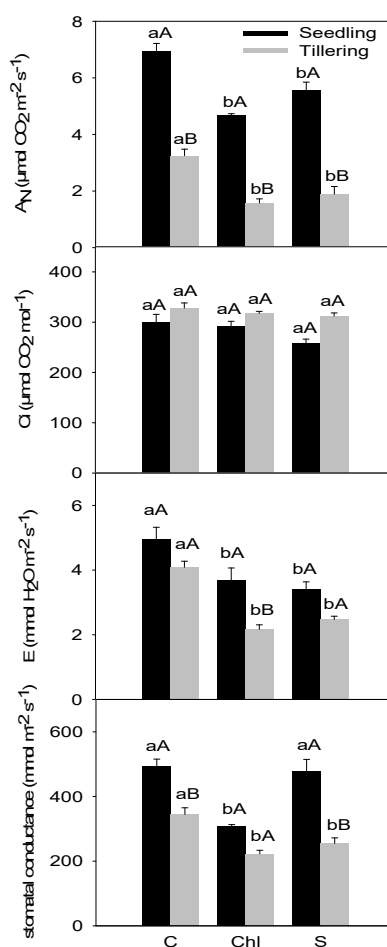 8
Seedling
aA
Tillering
bA
6
bA
aB
4
bB
bB
2
0
A_N (µmol CO2 m-2 s-1)
400
aA
aA
aA
aA
aA
300
aA
200
100
0
Ci (µmol CO2 mol-1)
6
aA
aA
bA
bA
4
bB
bA
2
0
E (mmol H2O m-2 s-1)
aA
aA
600
aB
bA
400
bA
bB
200
0
stomatal conductance (mmol m-2 s-1)
C Chl S